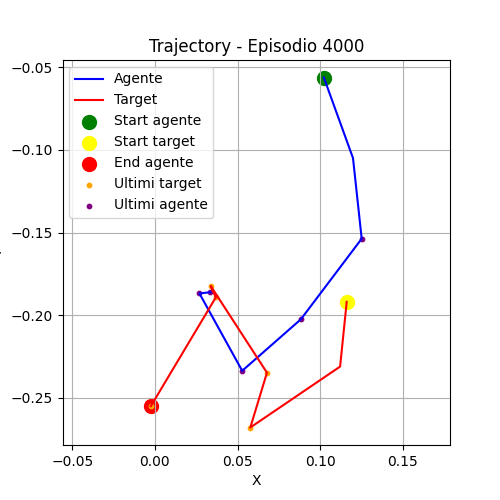 Trajectory - Episodio 4000
−0.05
−0.10
−0.15
−0.20
−0.25
Agente
Target
Start agente
Start target
End agente
Ultimi target
Ultimi agente
−0.05
0.00
0.05
0.10
0.15
X